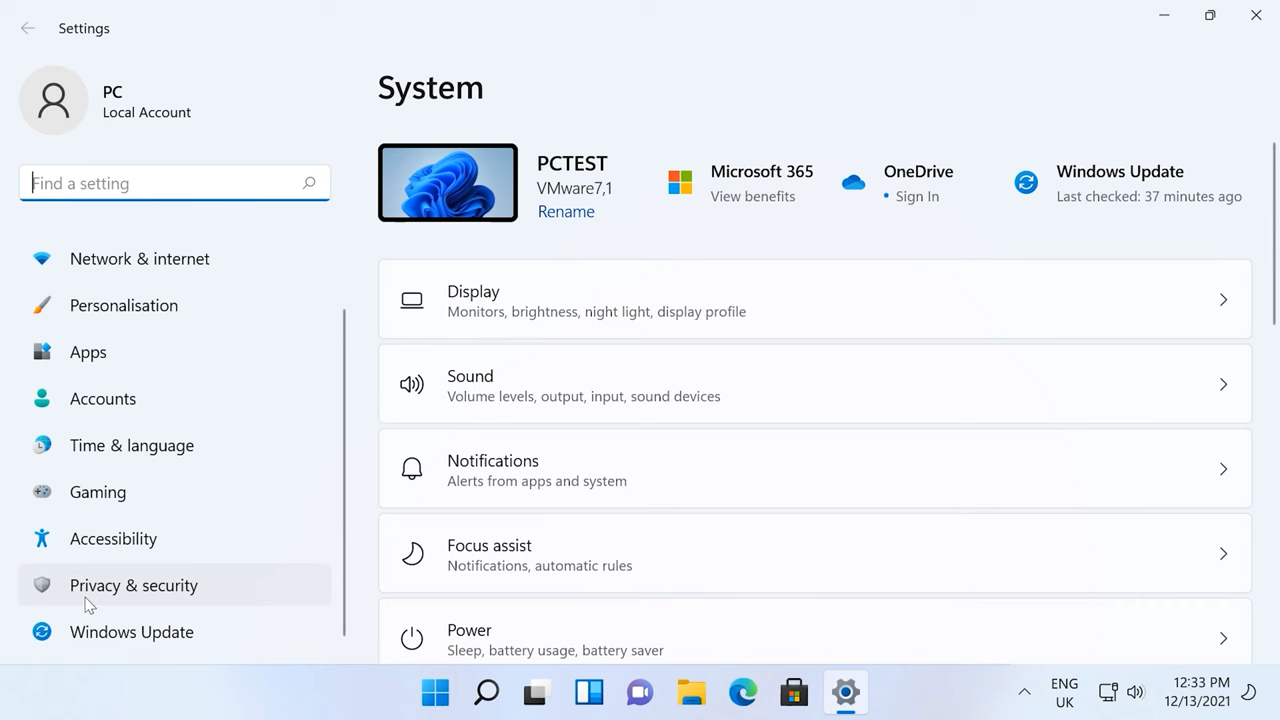 Settings
PC
Local Account
Find a setting
Network & internet
Personalisation
Apps
Accounts
Time & language
Gaming
Accessibility
Privacy & security
Windows Update
System
PCTEST
VMware7,1
Rename
Microsoft 365
View benefits
OneDrive
• Sign In
Windows Update
Last checked: 37 minutes ago
Display
Monitors, brightness, night light, display profile
Sound
Volume levels, output, input, sound devices
Notifications
Alerts from apps and system
Focus assist
Notifications, automatic rules
Power
Sleep, battery usage, battery saver
ENG
UK
12:33 PM
12/13/2021